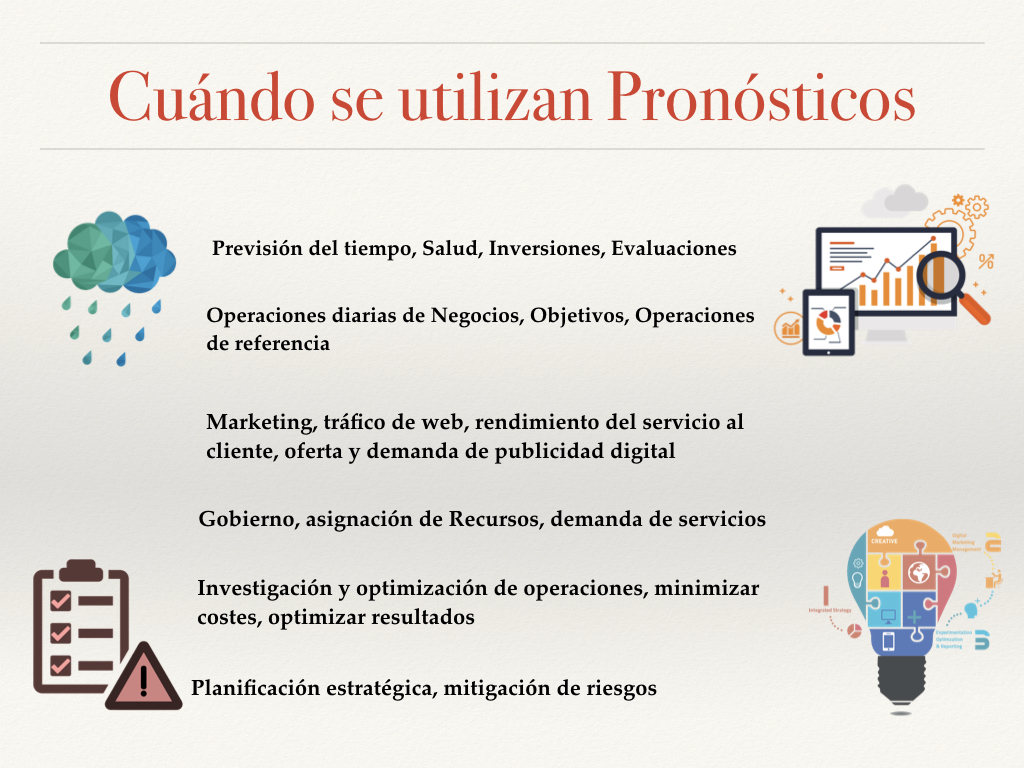 Cuándo se utilizan Pronósticos
Previsión del tiempo, Salud, Inversiones, Evaluaciones
Operaciones diarias de Negocios, Objetivos, Operaciones
de referencia
Marketing, tráfico de web, rendimiento del servicio al
cliente, oferta y demanda de publicidad digital
Gobierno, asignación de Recursos, demanda de servicios
Investigación y optimización de operaciones, minimizar
costes, optimizar resultados
Planificación estratégica, mitigación de riesgos
%
!
CREATIVE
Digital
Marketing
Management
Integrated Strategy
Experimentation
Optimization
& Reporting